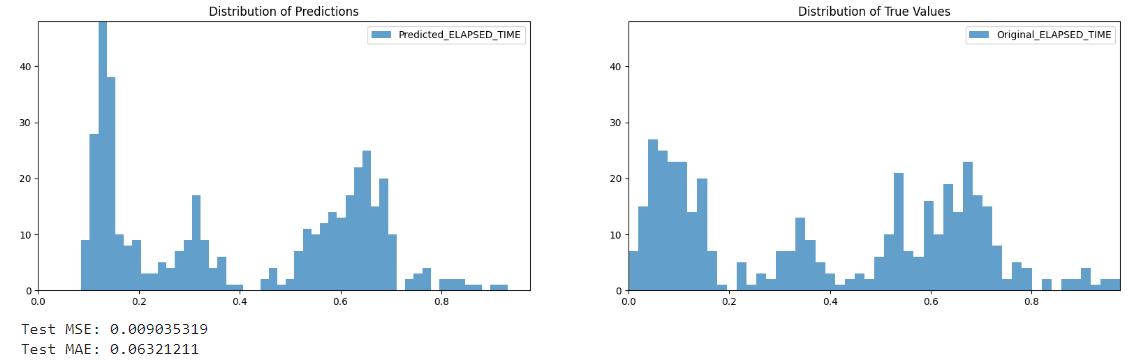 Distribution of Predictions
Predicted_ELAPSED_TIME
40
30
20
10
0
0.0 0.2 0.4 0.6 0.8
Distribution of True Values
Original_ELAPSED_TIME
40
30
20
10
0
0.0 0.2 0.4 0.6 0.8
Test MSE: 0.009035319
Test MAE: 0.06321211